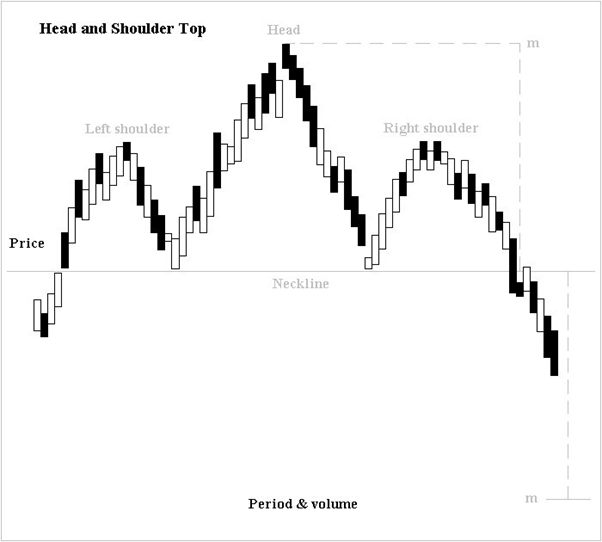 Head and Shoulder Top
Head
m
Left shoulder
Right shoulder
Price
Neckline
m
Period & volume